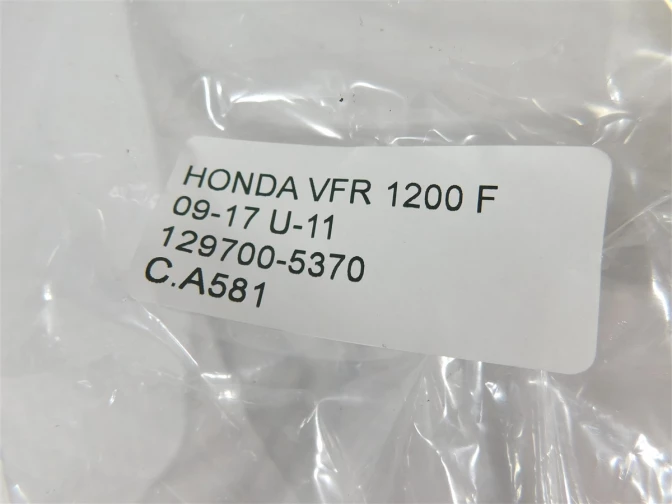 HONDA VFR 1200 F
09-17 U-11
129700-5370
C.A581